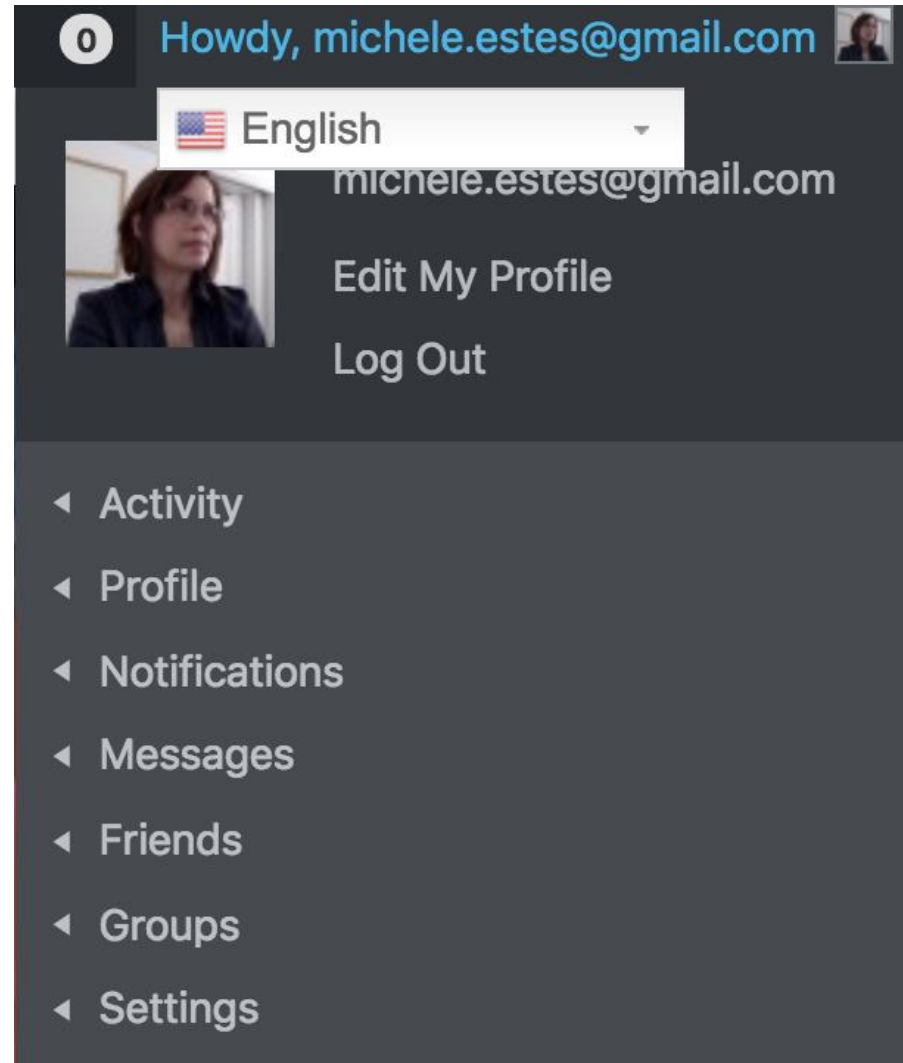 0 Howdy, michele.estes@gmail.com
English
michele.estes@gmail.com
Edit My Profile
Log Out
Activity
Profile
Notifications
Messages
Friends
Groups
Settings